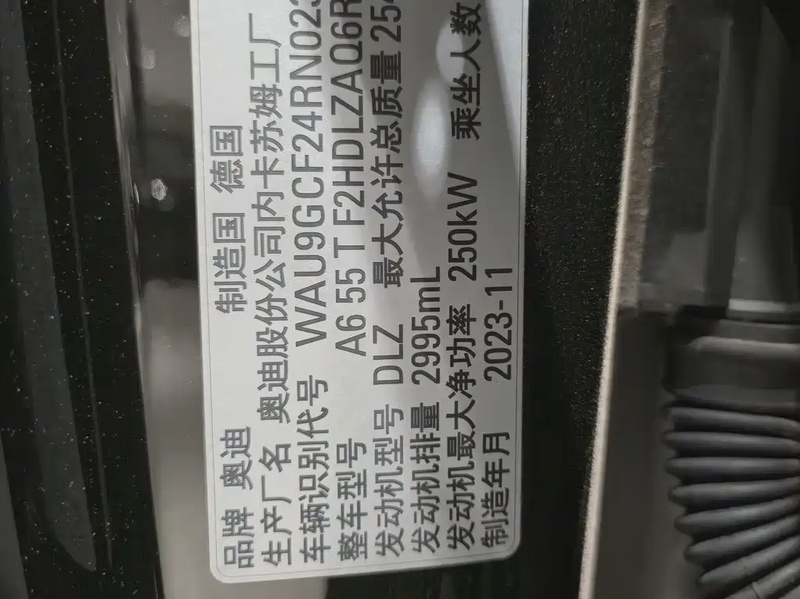 品牌 奥迪 制造国 德国
生产厂名 奥迪股份公司内卡苏姆工厂
车辆识别代号 WAU9GCF24RN023
整车型号 A6 55 T F2HDLZAQ6R
发动机型号 DLZ 最大允许总质量 254
发动机排量 2995mL
发动机最大净功率 250kW 乘坐人数
制造年月 2023-11